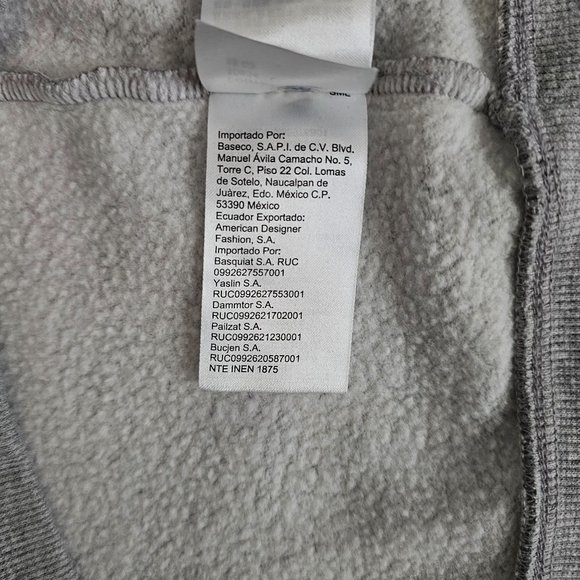 Importado Por:
Baseco, S.A.P.I. de C.V. Blvd.
Manuel Ávila Camacho No. 5,
Torre C, Piso 22 Col. Lomas
de Sotelo, Naucalpan de
Juàrez, Edo. México C.P.
53390 México
Ecuador Exportado:
American Designer
Fashion, S.A.
Importado Por:
Basquiat S.A. RUC
0992627557001
Yaslin S.A.
RUC0992627553001
Dammtor S.A.
RUC0992621702001
Pailzat S.A.
RUC0992621230001
Bucjen S.A.
RUC0992620587001
NTE INEN 1875